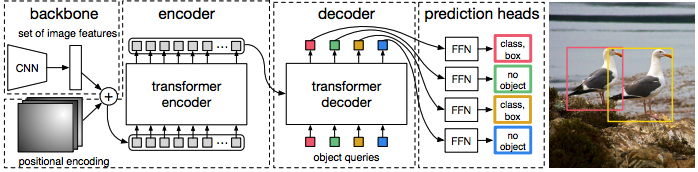 backbone
set of image features
CNN
+
positional encoding
encoder
...
transformer
encoder
...
decoder
transformer
decoder
object queries
prediction heads
FFN
class,
box
FFN
no
object
FFN
class,
box
FFN
no
object